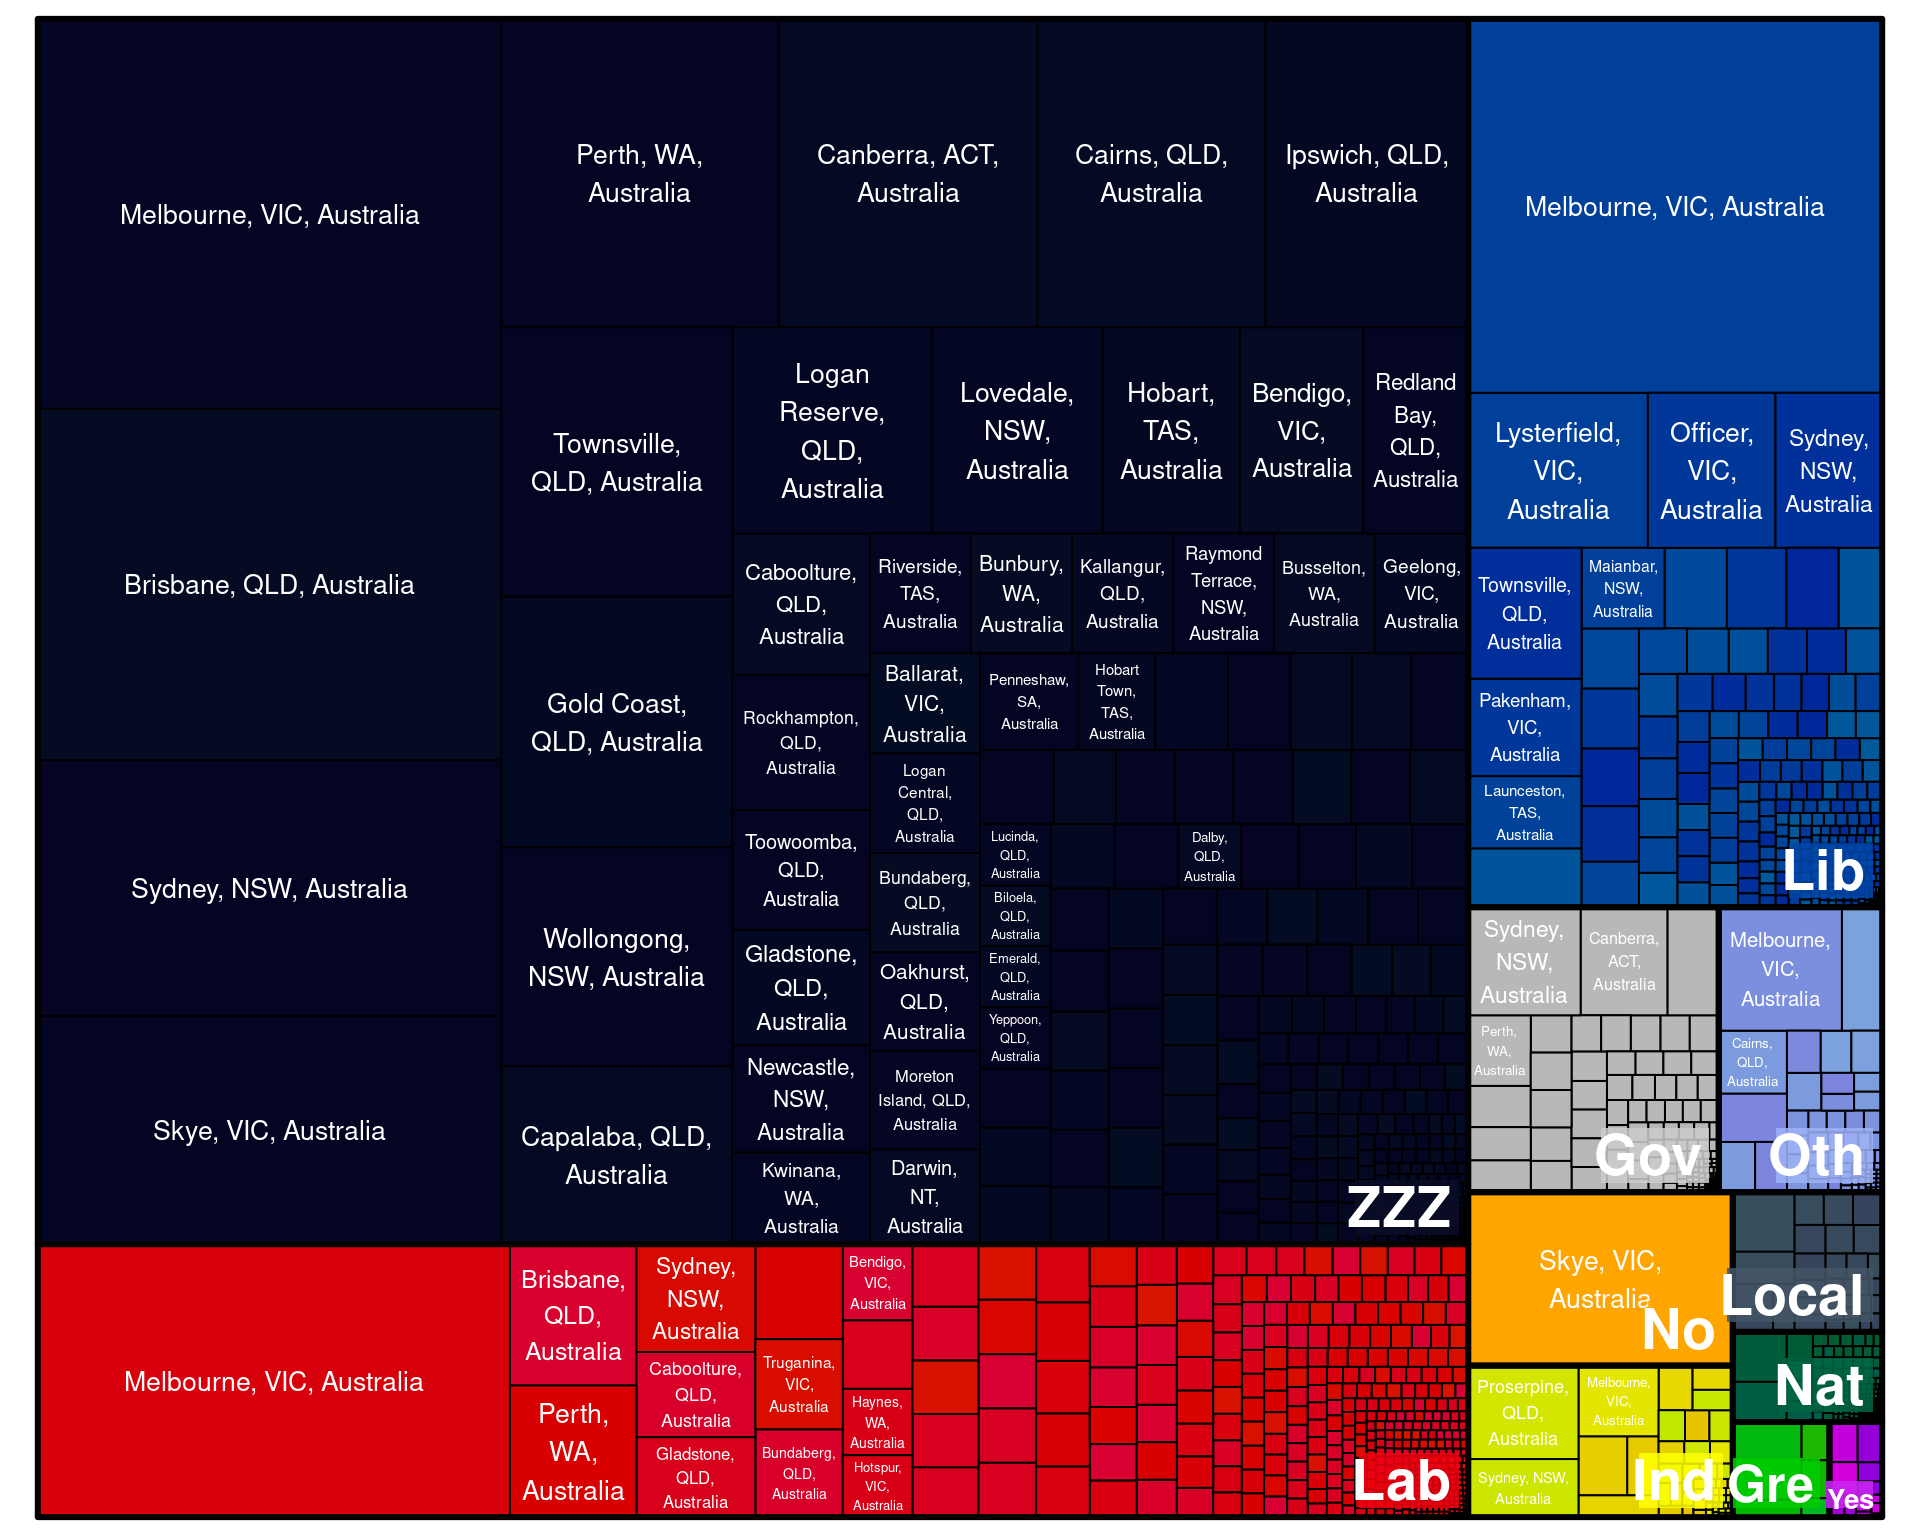 Melbourne, VIC, Australia
Brisbane, QLD, Australia
Sydney, NSW, Australia
Skye, VIC, Australia
Perth, WA,
Australia
Canberra, ACT,
Australia
Cairns, QLD,
Australia
Ipswich, QLD,
Australia
Townsville,
QLD, Australia
Gold Coast,
QLD, Australia
Wollongong,
NSW, Australia
Capalaba, QLD,
Australia
Logan
Reserve,
QLD,
Australia
Lovedale,
NSW,
Australia
Hobart,
TAS,
Australia
Bendigo,
VIC,
Australia
Redland
Bay,
QLD,
Australia
Caboolture,
QLD,
Australia
Rockhampton,
QLD,
Australia
Toowoomba,
QLD,
Australia
Gladstone,
QLD,
Australia
Newcastle,
NSW,
Australia
Kwinana,
WA,
Australia
Riverside,
TAS,
Australia
Bunbury,
WA,
Australia
Kallangur,
QLD,
Australia
Raymond
Terrace,
NSW,
Australia
Busselton,
WA,
Australia
Geelong,
VIC,
Australia
Ballarat,
VIC,
Australia
Logan
Central,
QLD,
Australia
Bundaberg,
QLD,
Australia
Oakhurst,
QLD,
Australia
Moreton
Island, QLD,
Australia
Darwin,
NT,
Australia
Penneshaw,
SA,
Australia
Hobart
Town,
TAS,
Australia
Lucinda,
QLD,
Australia
Dalby,
QLD,
Australia
Biloela,
QLD,
Australia
Emerald,
QLD,
Australia
Yeppoon,
QLD,
Australia
ZZZ
Melbourne, VIC, Australia
Brisbane,
QLD,
Australia
Perth,
WA,
Australia
Sydney,
NSW,
Australia
Caboolture,
QLD,
Australia
Gladstone,
QLD,
Australia
Truganina,
VIC,
Australia
Bundaberg,
QLD,
Australia
Bendigo,
VIC,
Australia
Haynes,
WA,
Australia
Hotspur,
VIC,
Australia
Lab
Melbourne, VIC, Australia
Lysterfield,
VIC,
Australia
Officer,
VIC,
Australia
Sydney,
NSW,
Australia
Townsville,
QLD,
Australia
Maianbar,
NSW,
Australia
Pakenham,
VIC,
Australia
Launceston,
TAS,
Australia
Lib
Sydney,
NSW,
Australia
Canberra,
ACT,
Australia
Perth,
WA,
Australia
Gov
Melbourne,
VIC,
Australia
Cairns,
QLD,
Australia
Oth
Skye, VIC,
Australia
No
Local
Nat
Proserpine,
QLD,
Australia
Melbourne,
VIC,
Australia
Sydney, NSW,
Australia
Ind
Gre
Yes